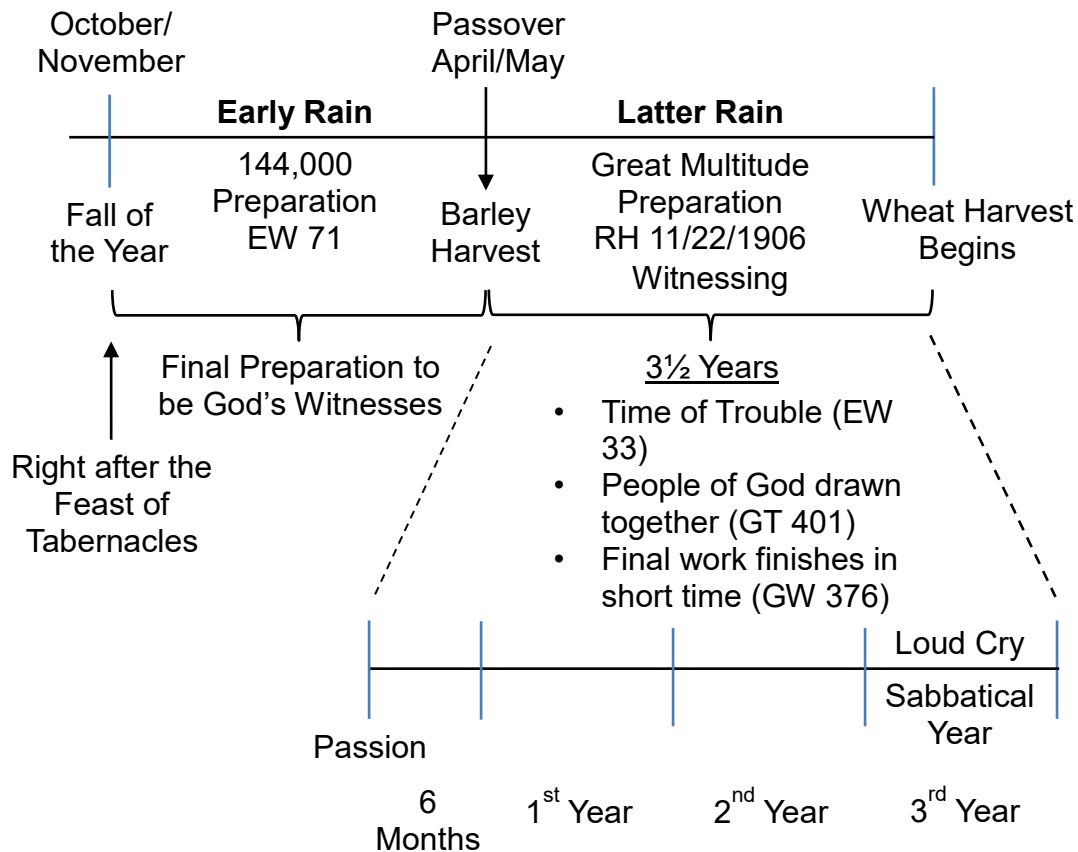 October/
November
Passover
April/May
Early Rain
Latter Rain
144,000
Preparation
EW 71
Great Multitude
Preparation
RH 11/22/1906
Witnessing
Fall of
the Year
Barley
Harvest
Wheat Harvest
Begins
Final Preparation to
be God’s Witnesses
Right after the
Feast of
Tabernacles
3½ Years
• Time of Trouble (EW
33)
• People of God drawn
together (GT 401)
• Final work finishes in
short time (GW 376)
Loud Cry
Sabbatical
Year
Passion
6
Months
1st Year
2nd Year
3rd Year